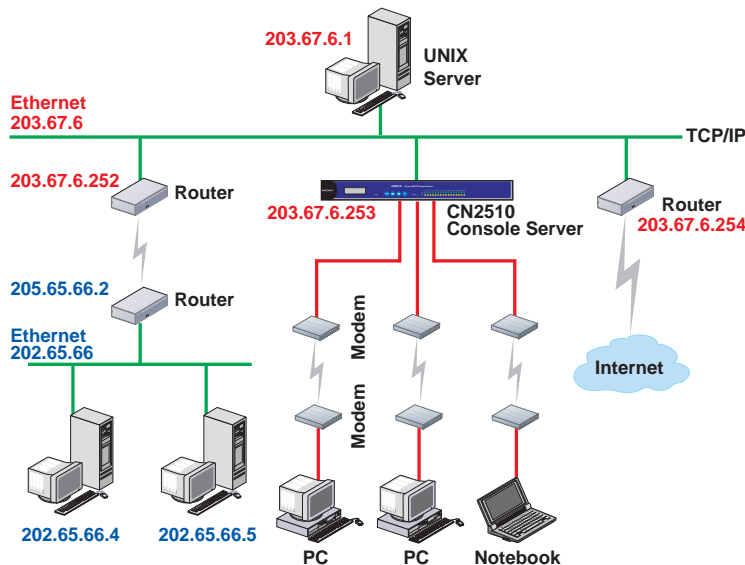 203.67.6.1
UNIX
Server
Ethernet
203.67.6
TCP/IP
203.67.6.252
Router
203.67.6.253
CN2510
Console Server
Router
203.67.6.254
205.65.66.2
Router
Ethernet
202.65.66
Modem
Internet
Modem
202.65.66.4
202.65.66.5
PC
PC
Notebook